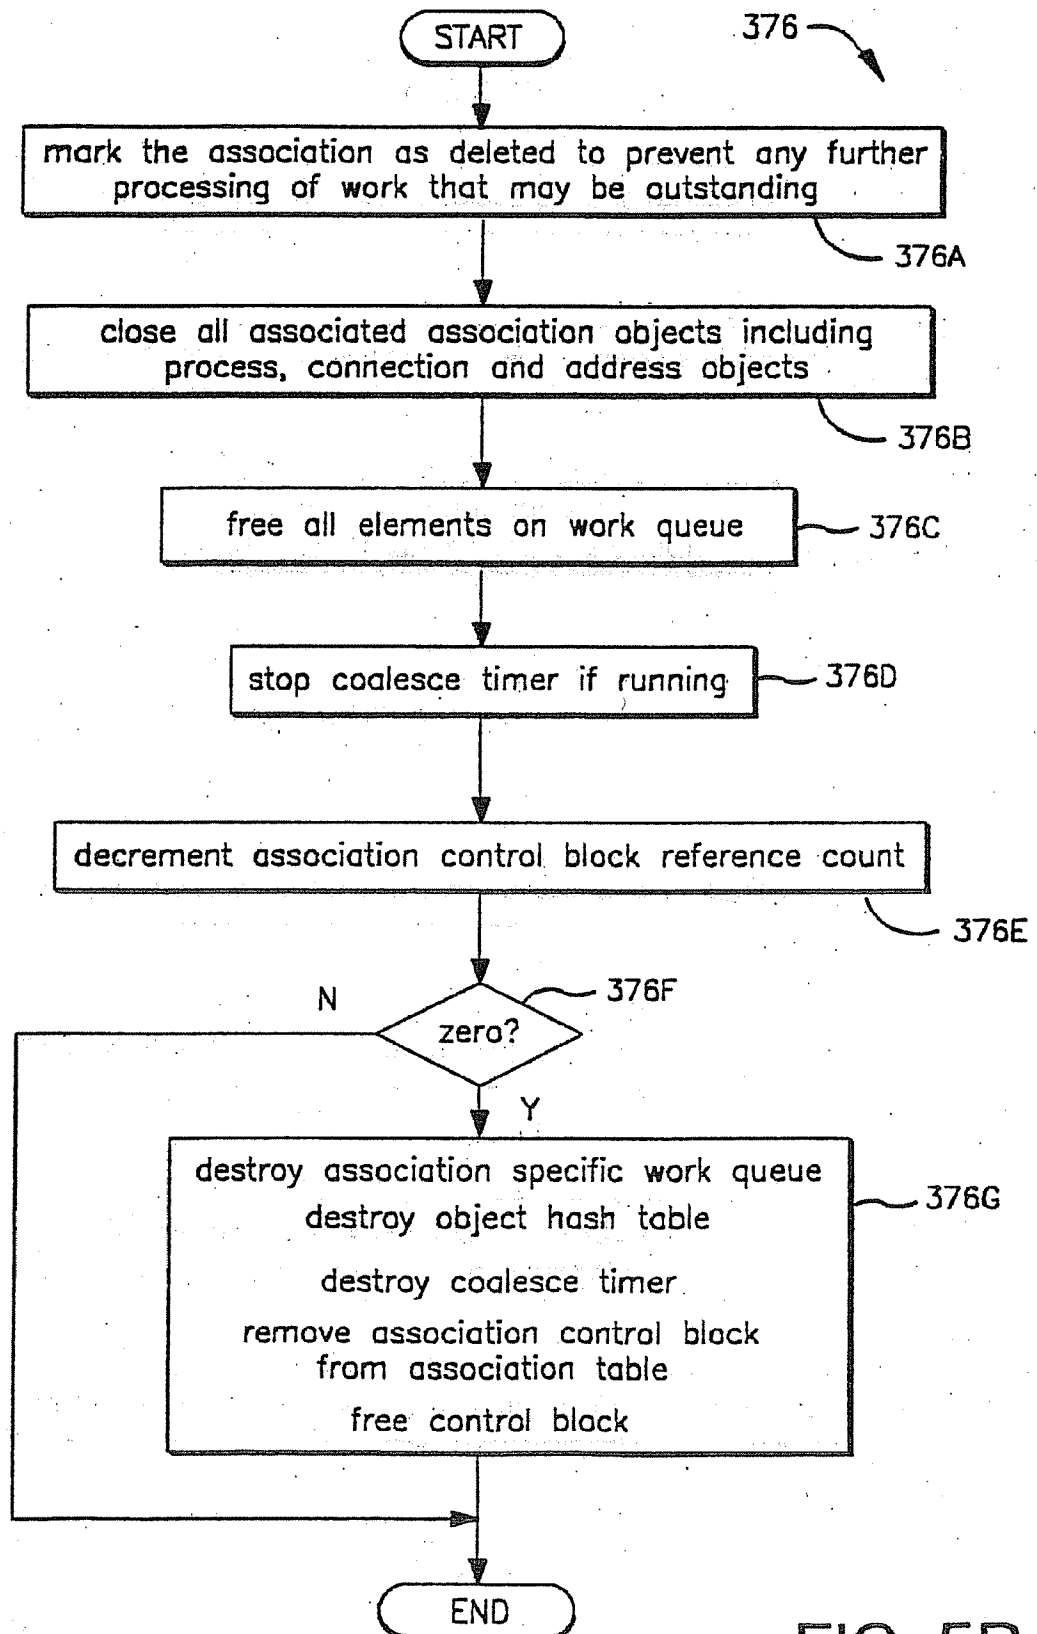 START
376
mark the association as deleted to prevent any further
processing of work that may be outstanding
376A
close all associated association objects including
process, connection and address objects
376B
free all elements on work queue
376C
stop coalesce timer if running
376D
decrement association control block reference count
376E
376F
N
zero?
Y
destroy association specific work queue
destroy object hash table
376G
destroy coalesce timer
remove association control block
from association table
free control block
END